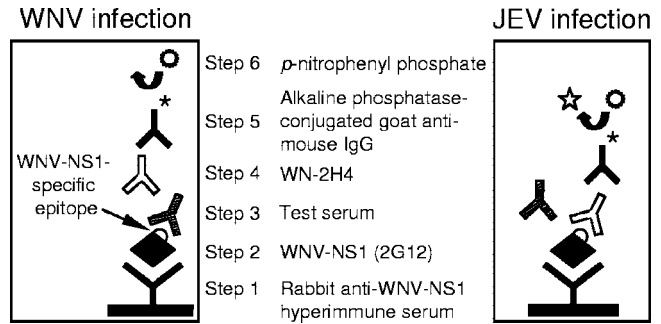 WNV infection
JEV infection
Step 6 p-nitrophenyl phosphate
Step 5 Alkaline phosphatase-
conjugated goat anti-
mouse IgG
WNV-NS1-
specific
epitope
Step 4 WN-2H4
Step 3 Test serum
Step 2 WNV-NS1 (2G12)
Step 1 Rabbit anti-WNV-NS1
hyperimmune serum
*
*